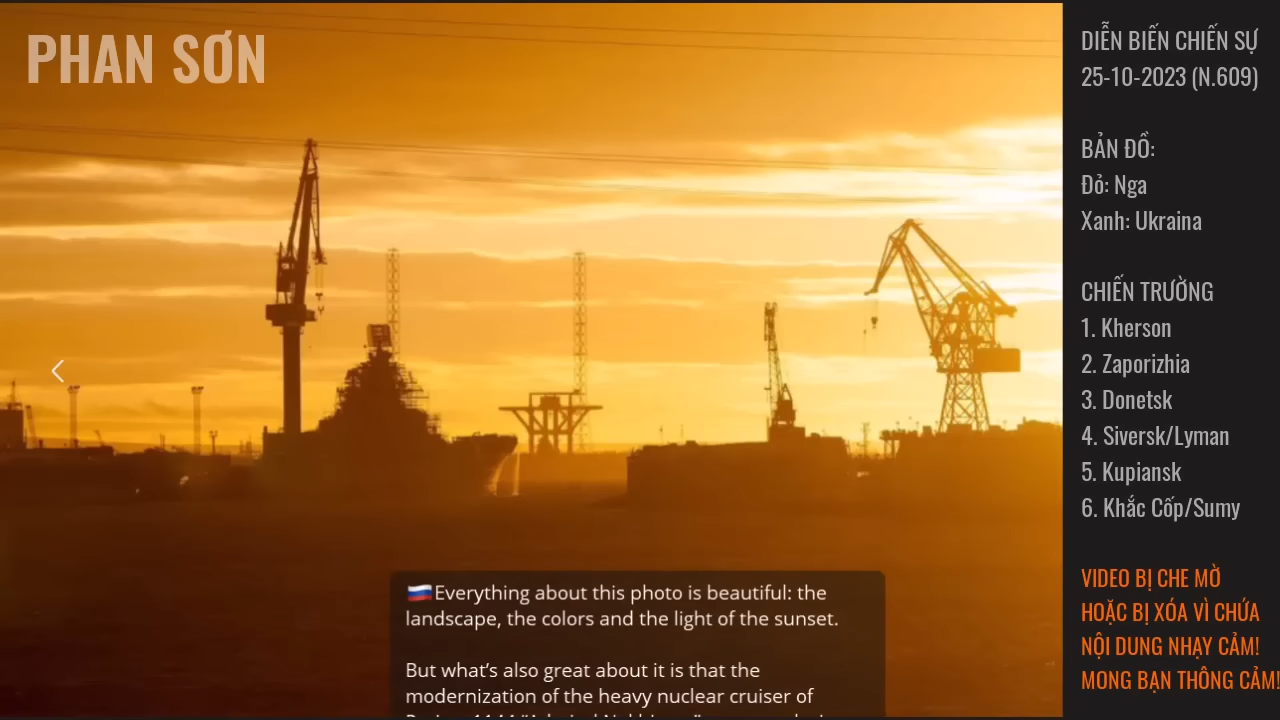 PHAN SƠN
DIỄN BIẾN CHIẾN SỰ
25-10-2023 (N.609)
BẢN ĐỒ:
Đỏ: Nga
Xanh: Ukraina
CHIẾN TRƯỜNG
1. Kherson
2. Zaporizhia
3. Donetsk
4. Siversk/Lyman
5. Kupiansk
6. Khắc Cốp/Sumy
VIDEO BỊ CHE MỜ
HOẶC BỊ XÓA VÌ CHỨA
NỘI DUNG NHẠY CẢM!
MONG BẠN THÔNG CẢM!
Everything about this photo is beautiful: the
landscape, the colors and the light of the sunset.
But what's also great about it is that the
modernization of the heavy nuclear cruiser of